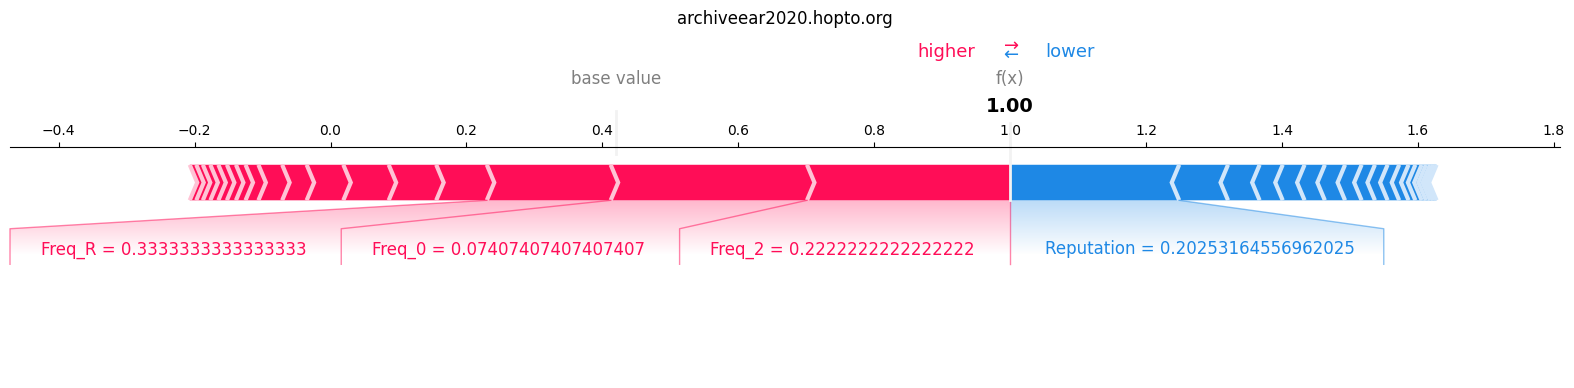 archiveear2020.hopto.org
higher ⇄ lower
base value f(x)
1.00
−0.4 −0.2 0.0 0.2 0.4 0.6 0.8 1.0 1.2 1.4 1.6 1.8
Freq_R = 0.3333333333333333 Freq_0 = 0.07407407407407407 Freq_2 = 0.2222222222222222 Reputation = 0.20253164556962025